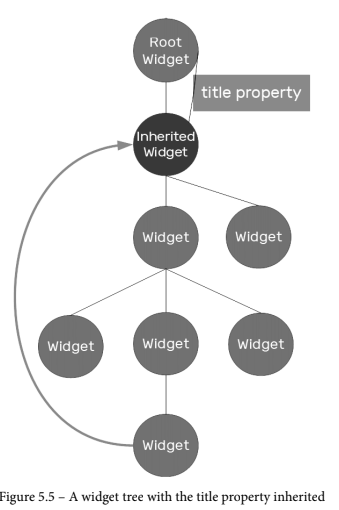 Root
Widget
title property
Inherited
Widget
Widget
Widget
Widget
Widget
Widget
Widget
Figure 5.5 – A widget tree with the title property inherited